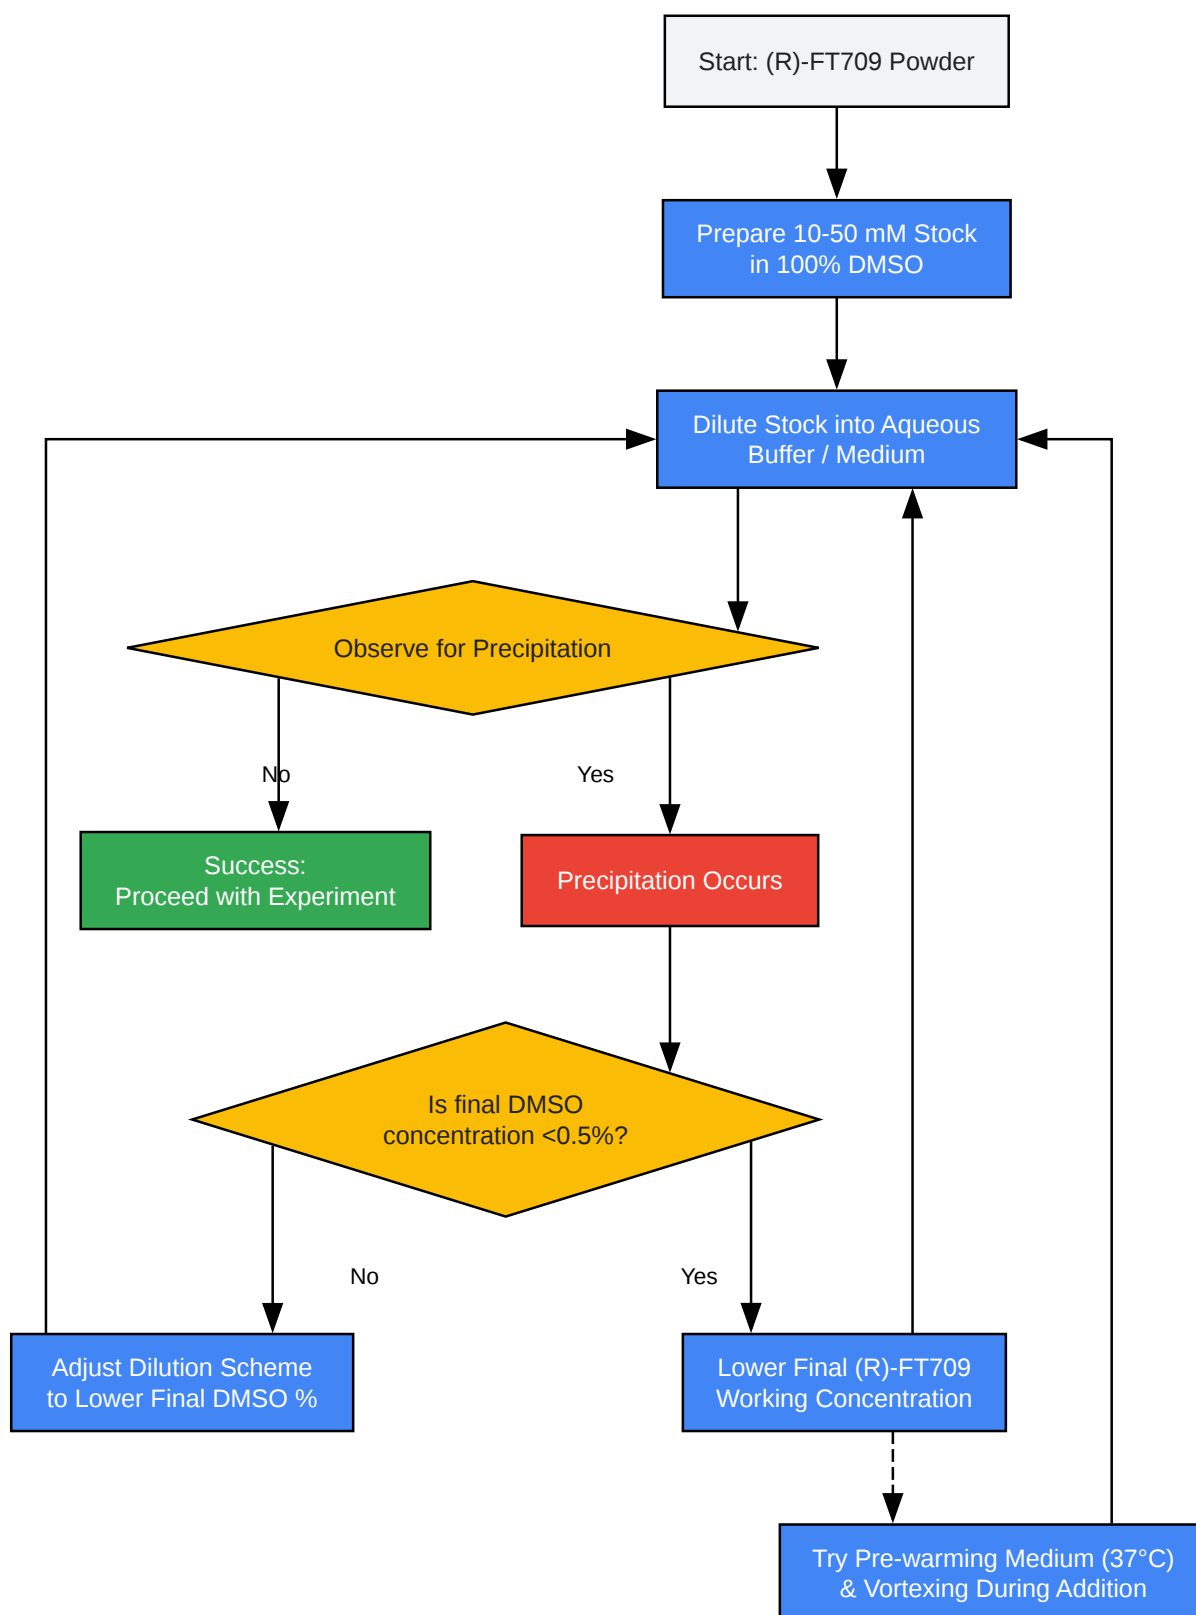 Start: (R)-FT709 Powder
Prepare 10-50 mM Stock
in 100% DMSO
Dilute Stock into Aqueous
Buffer / Medium
Observe for Precipitation
No
Yes
Success:
Proceed with Experiment
Precipitation Occurs
Is final DMSO
concentration <0.5%?
No
Yes
Adjust Dilution Scheme
to Lower Final DMSO %
Lower Final (R)-FT709
Working Concentration
Try Pre-warming Medium (37°C)
& Vortexing During Addition